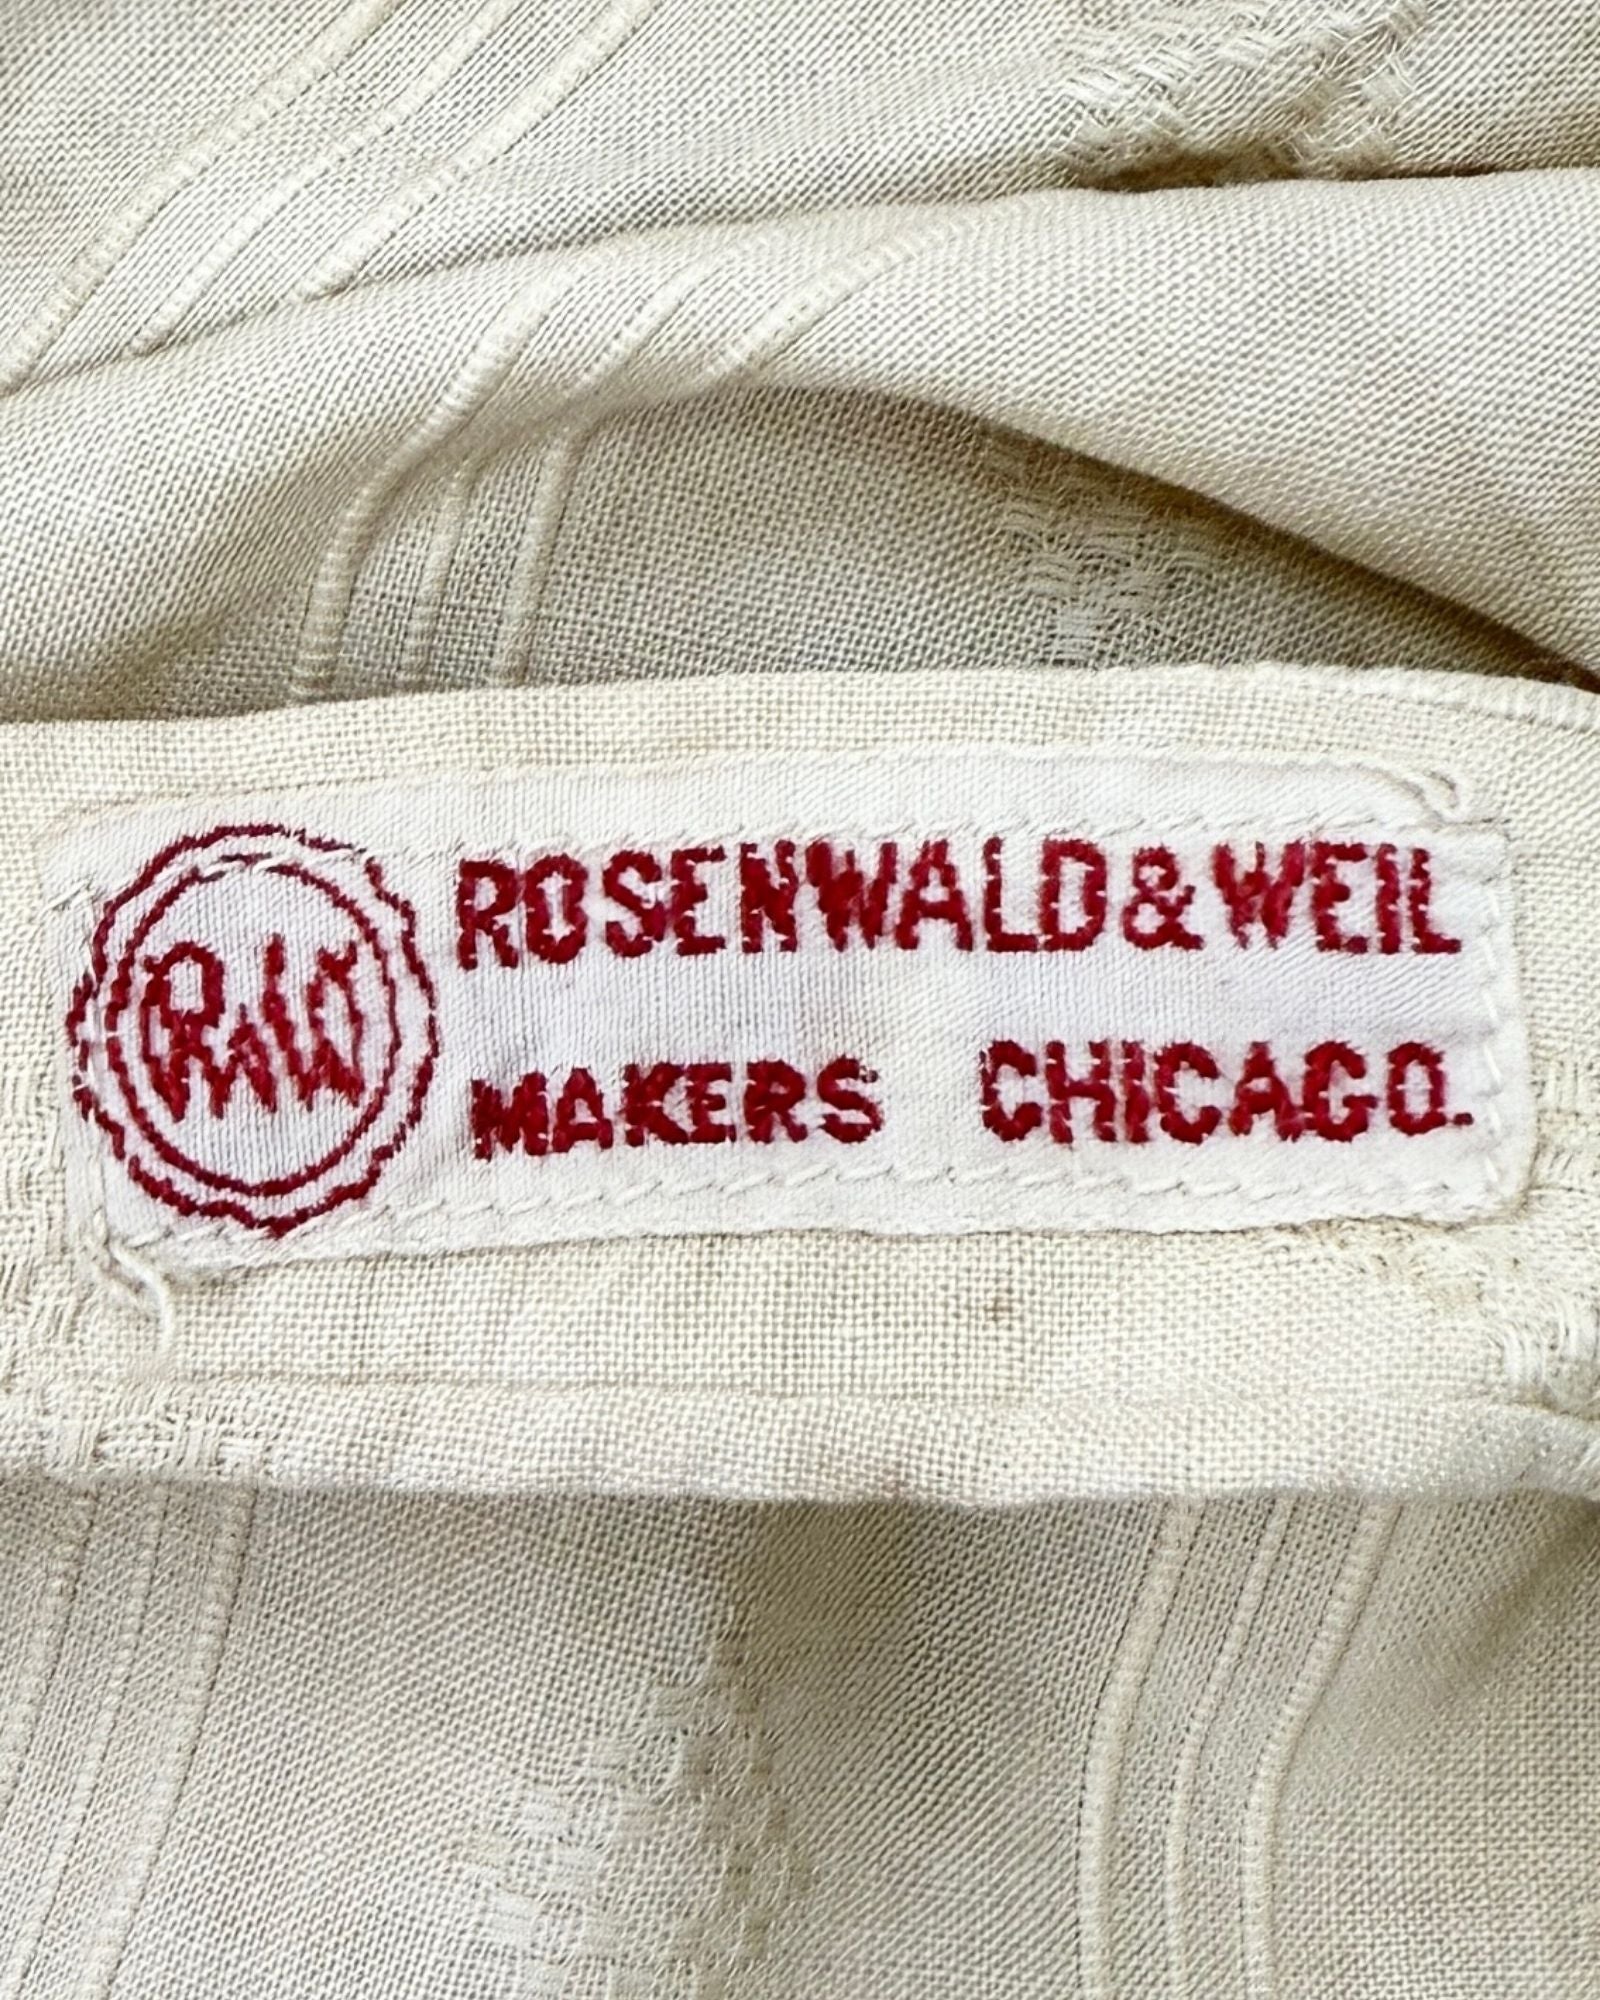 R&W
ROSENWALD & WEIL
MAKERS CHICAGO.